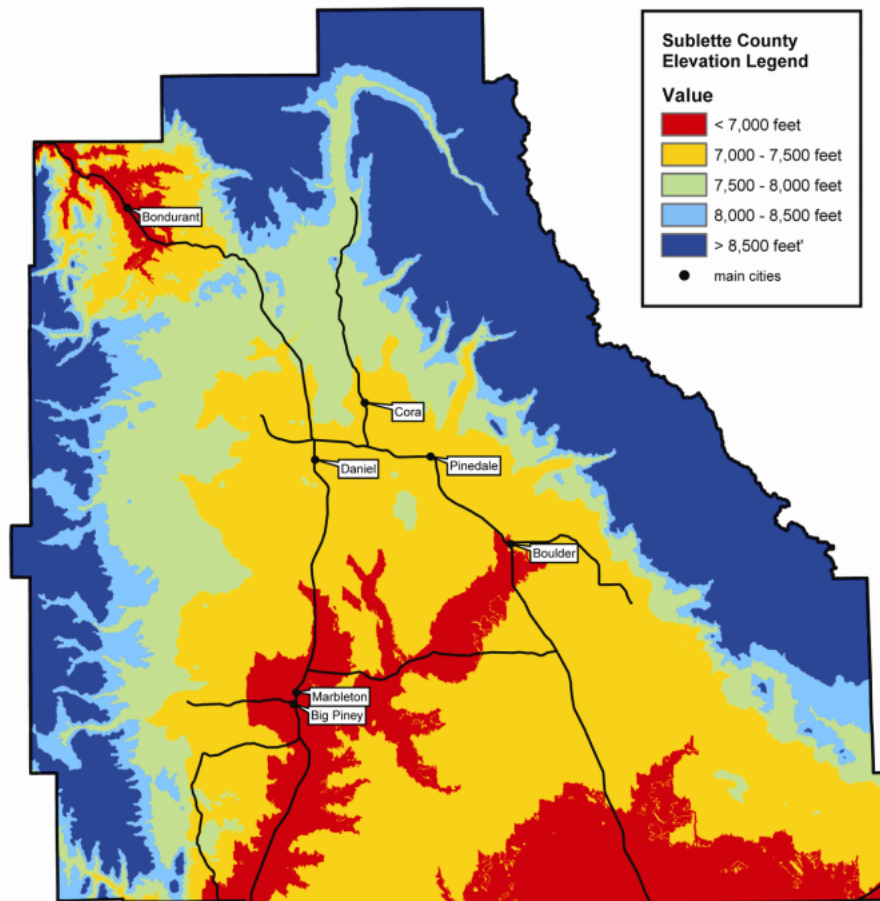 Sublette County
Elevation Legend
Value
< 7,000 feet
7,000 - 7,500 feet
7,500 - 8,000 feet
8,000 - 8,500 feet
> 8,500 feet'
main cities
Bondurant
Cora
Daniel
Pinedale
Boulder
Marbleton
Big Piney